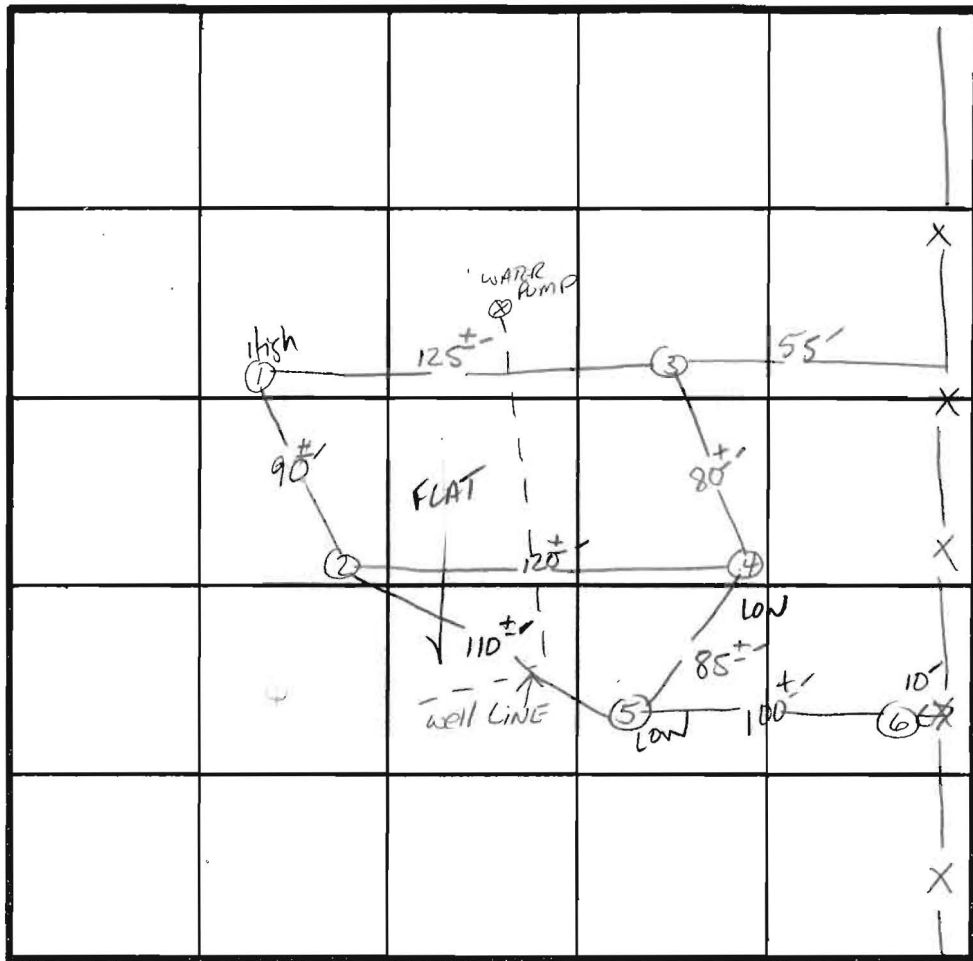 X
WATER
PUMP
High
125±'
55'
1
3
X
90±'
80±'
FLAT
X
120±'
2
4
LOW
110±'
85±'
10'
well LINE
5
100±'
6
X
LOW
X